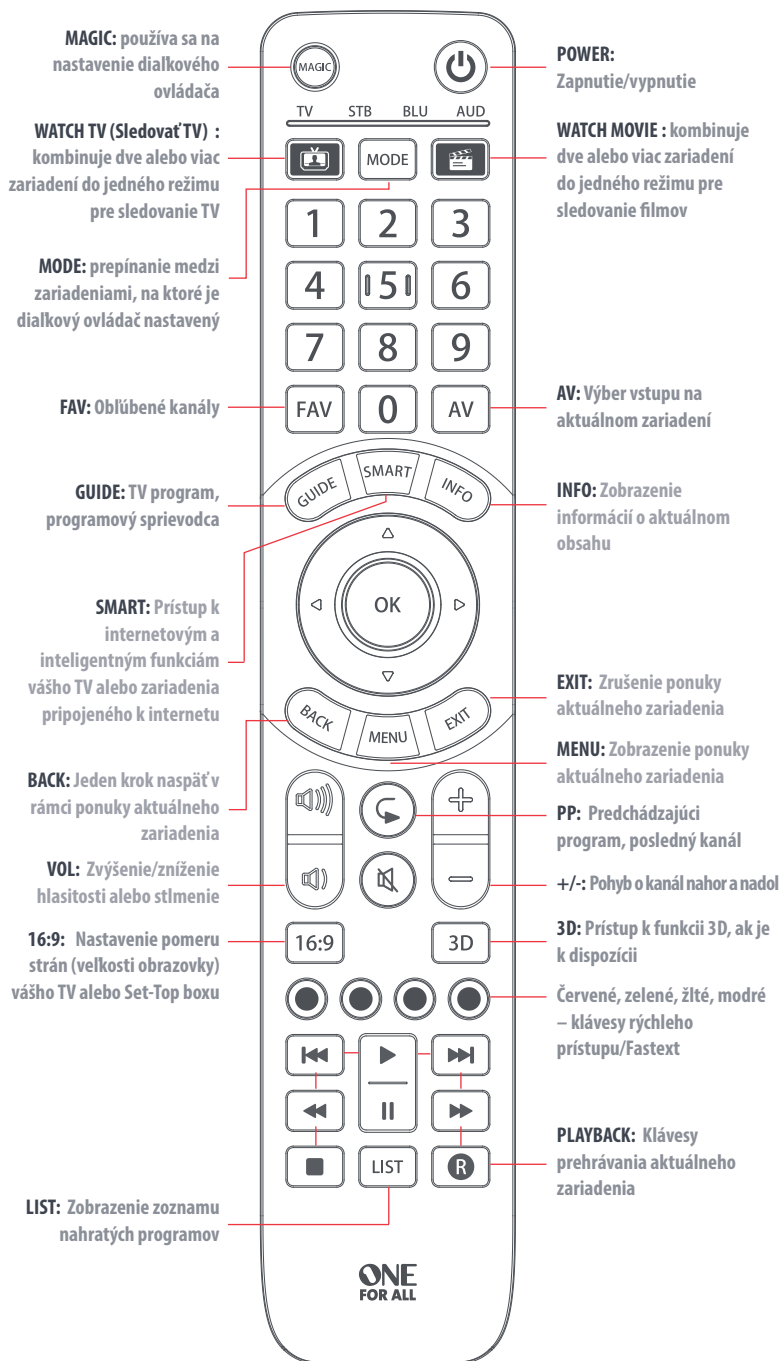 MAGIC: používa sa na
nastavenie diaľkového
ovládača
WATCH TV (Sledovať TV) :
kombinuje dve alebo viac
zariadení do jedného režimu
pre sledovanie TV
MODE: prepínanie medzi
zariadeniami, na ktoré je
diaľkový ovládač nastavený
FAV: Obľúbené kanály
GUIDE: TV program,
programový sprievodca
SMART: Prístup k
internetovým a
inteligentným funkciám
vášho TV alebo zariadenia
pripojeného k internetu
BACK: Jeden krok naspäť v
rámci ponuky aktuálneho
zariadenia
VOL: Zvýšenie/zníženie
hlasitosti alebo stlmenie
16:9: Nastavenie pomeru
strán (veľkosti obrazovky)
vášho TV alebo Set-Top boxu
LIST: Zobrazenie zoznamu
nahratých programov
MAGIC
TV STB BLU AUD
MODE
1 2 3
4 5 6
7 8 9
FAV 0 AV
GUIDE SMART INFO
OK
BACK MENU EXIT
16:9 3D
LIST R
ONE
FOR ALL
POWER:
Zapnutie/vypnutie
WATCH MOVIE : kombinuje
dve alebo viac zariadení
do jedného režimu pre
sledovanie filmov
AV: Výber vstupu na
aktuálnom zariadení
INFO: Zobrazenie
informácií o aktuálnom
obsahu
EXIT: Zrušenie ponuky
aktuálneho zariadenia
MENU: Zobrazenie ponuky
aktuálneho zariadenia
PP: Predchádzajúci
program, posledný kanál
+/-: Pohyb o kanál nahor a nadol
3D: Prístup k funkcii 3D, ak je
k dispozícii
Červené, zelené, žlté, modré
– klávesy rýchleho
prístupu/Fastext
PLAYBACK: Klávesy
prehrávania aktuálneho
zariadenia